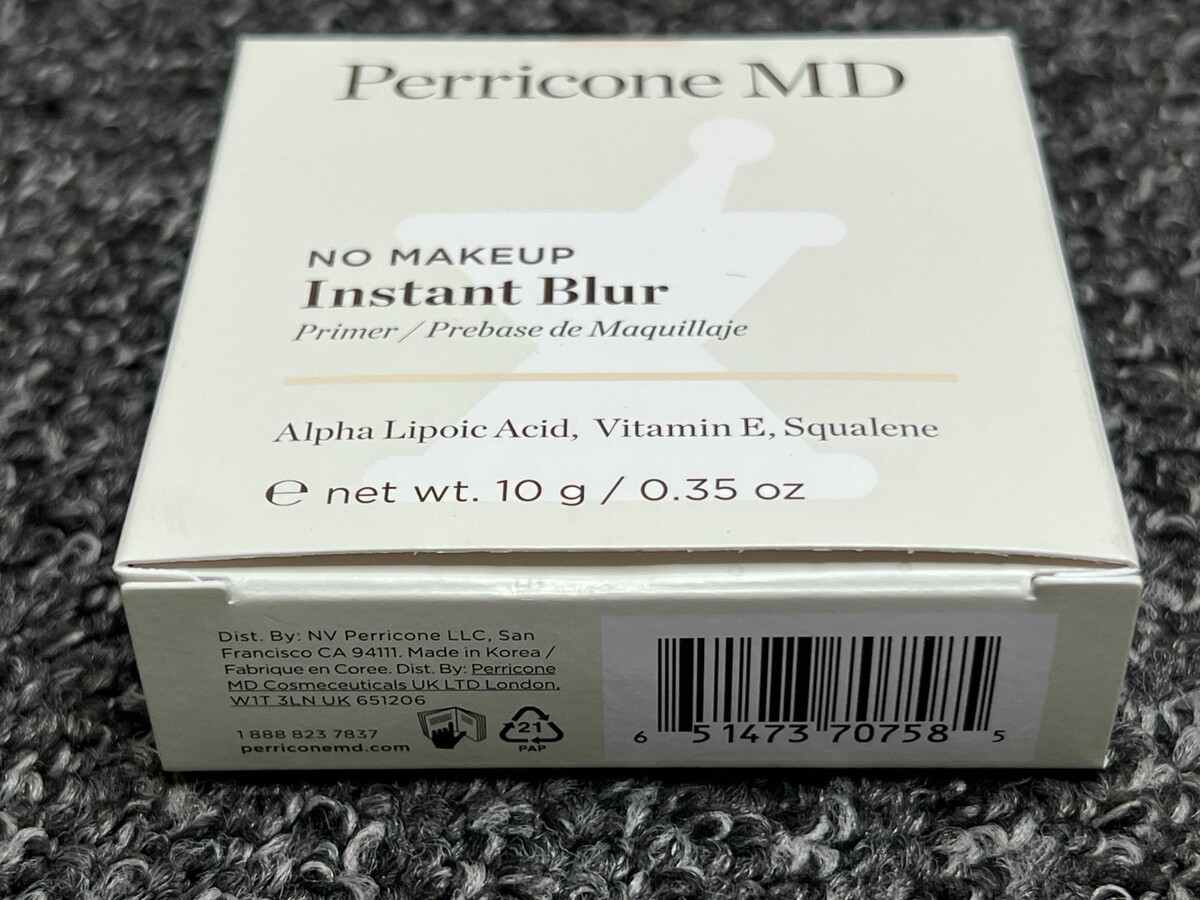 Perricone MD
NO MAKEUP
Instant Blur
Primer / Prebase de Maquillaje
Alpha Lipoic Acid, Vitamin E, Squalene
℮ net wt. 10 g / 0.35 oz
Dist. By: NV Perricone LLC, San
Francisco CA 94111. Made in Korea /
Fabrique en Coree. Dist. By: Perricone
MD Cosmeceuticals UK LTD London,
W1T 3LN UK 651206
1 888 823 7837
perriconemd.com
21
PAP
6 51473 70758 5